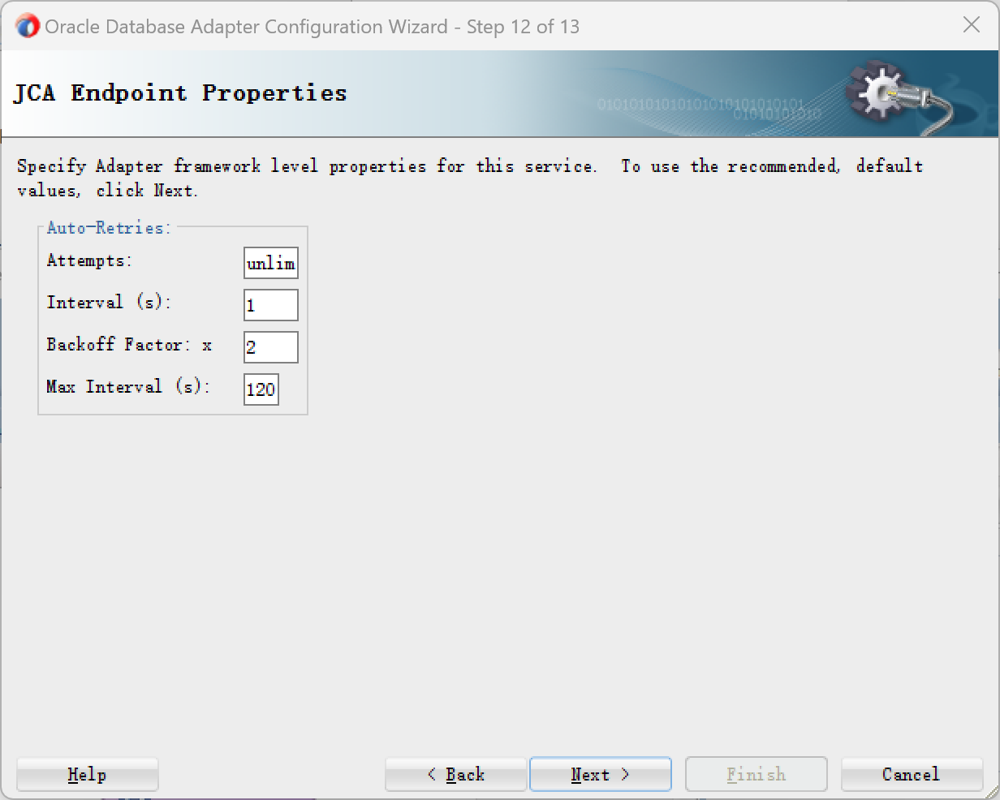 Oracle Database Adapter Configuration Wizard - Step 12 of 13
JCA Endpoint Properties
010101010101010101010101010101
01010101010
Specify Adapter framework level properties for this service.  To use the recommended, default
values, click Next.
Auto-Retries:
Attempts: unlim
Interval (s): 1
Backoff Factor: x 2
Max Interval (s): 120
Help < Back Next > Finish Cancel